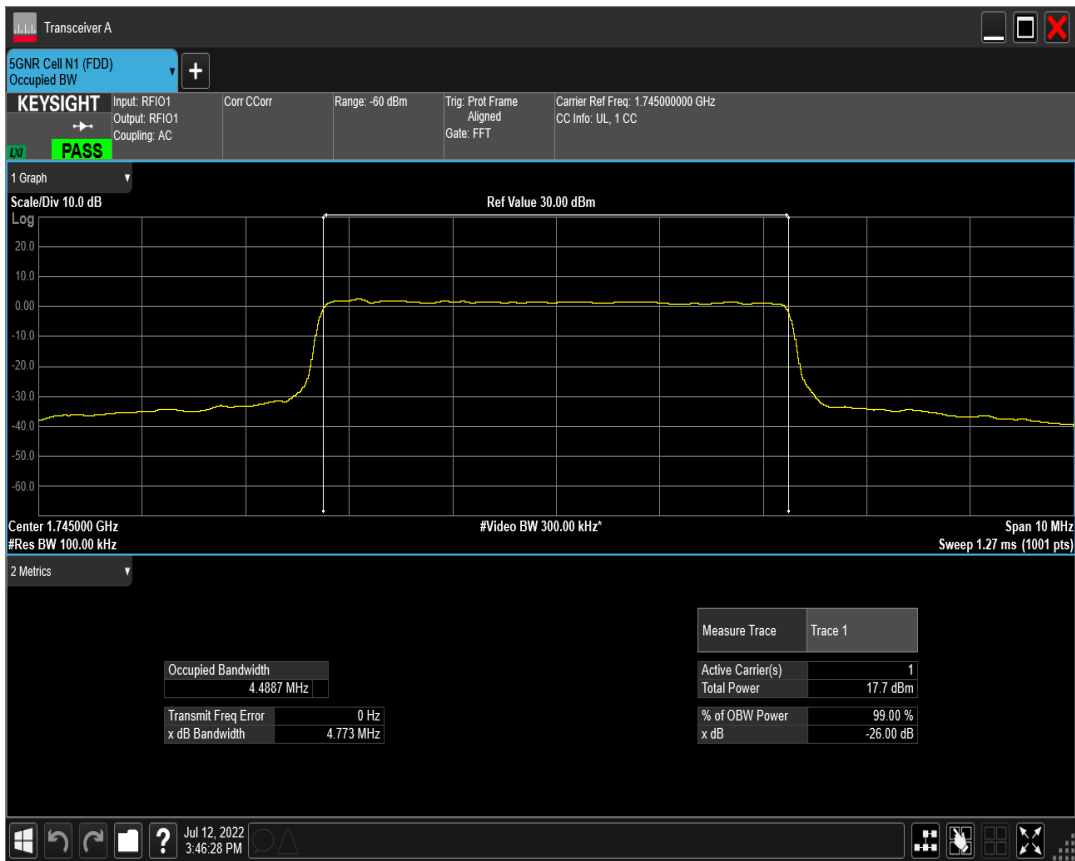 Transceiver A
5GNR Cell N1 (FDD)
Occupied BW
+
KEYSIGHT
LXI
PASS
Input: RFIO1
Output: RFIO1
Coupling: AC
Corr CCorr
Range: -60 dBm
Trig: Prot Frame
Aligned
Gate: FFT
Carrier Ref Freq: 1.745000000 GHz
CC Info: UL, 1 CC
1 Graph
Scale/Div 10.0 dB
Ref Value 30.00 dBm
Log
20.0
10.0
0.00
-10.0
-20.0
-30.0
-40.0
-50.0
-60.0
Center 1.745000 GHz
#Video BW 300.00 kHz*
Span 10 MHz
#Res BW 100.00 kHz
Sweep 1.27 ms (1001 pts)
2 Metrics
Measure Trace Trace 1
Occupied Bandwidth
4.4887 MHz
Active Carrier(s) 1
Total Power 17.7 dBm
Transmit Freq Error 0 Hz
x dB Bandwidth 4.773 MHz
% of OBW Power 99.00 %
x dB -26.00 dB
?
Jul 12, 2022
3:46:28 PM